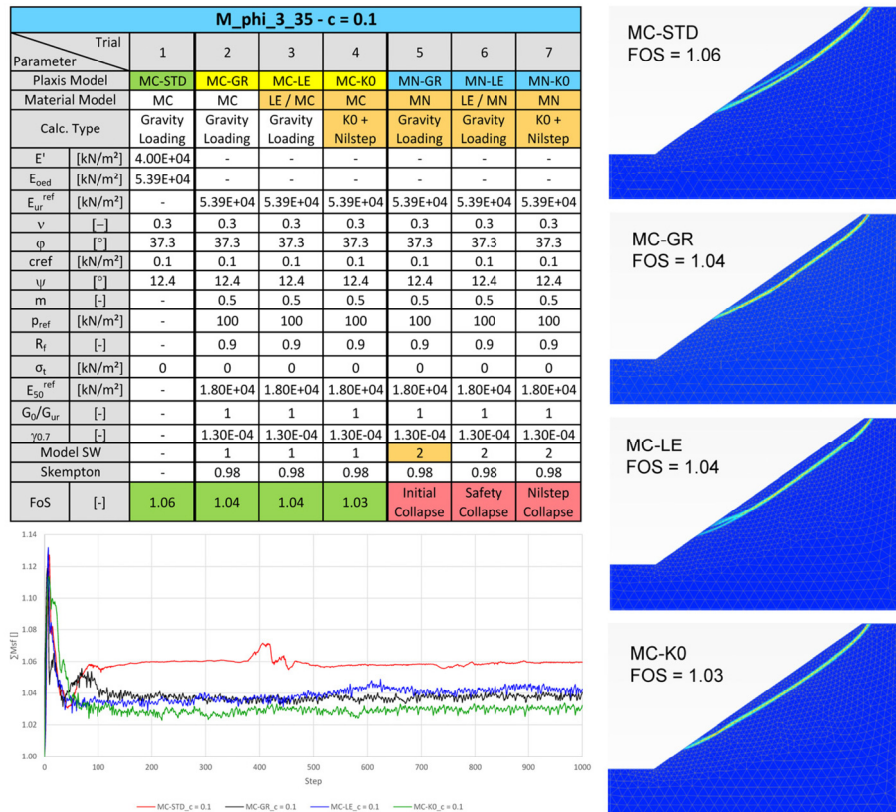 M_phi_3_35 - c = 0.1
Trial
Parameter
1 2 3 4 5 6 7
Plaxis Model MC-STD MC-GR MC-LE MC-K0 MN-GR MN-LE MN-K0
Material Model MC MC LE / MC MC MN LE / MN MN
Calc. Type Gravity Loading Gravity Loading Gravity Loading K0 + Nilstep Gravity Loading Gravity Loading K0 + Nilstep
E' [kN/m²] 4.00E+04 - - - - - -
Eoed [kN/m²] 5.39E+04 - - - - - -
Eur^ref [kN/m²] - 5.39E+04 5.39E+04 5.39E+04 5.39E+04 5.39E+04 5.39E+04
ν [–] 0.3 0.3 0.3 0.3 0.3 0.3 0.3
φ [°] 37.3 37.3 37.3 37.3 37.3 37.3 37.3
cref [kN/m²] 0.1 0.1 0.1 0.1 0.1 0.1 0.1
ψ [°] 12.4 12.4 12.4 12.4 12.4 12.4 12.4
m [-] - 0.5 0.5 0.5 0.5 0.5 0.5
pref [kN/m²] - 100 100 100 100 100 100
Rf [-] - 0.9 0.9 0.9 0.9 0.9 0.9
σt [kN/m²] 0 0 0 0 0 0 0
E50^ref [kN/m²] - 1.80E+04 1.80E+04 1.80E+04 1.80E+04 1.80E+04 1.80E+04
G0/Gur [-] - 1 1 1 1 1 1
γ0.7 [-] - 1.30E-04 1.30E-04 1.30E-04 1.30E-04 1.30E-04 1.30E-04
Model SW - 1 1 1 2 2 2
Skempton - 0.98 0.98 0.98 0.98 0.98 0.98
FoS [-] 1.06 1.04 1.04 1.03 Initial Collapse Safety Collapse Nilstep Collapse
1.14
1.12
1.10
1.08
1.06
1.04
1.02
1.00
ΣMsf []
0 100 200 300 400 500 600 700 800 900 1000
Step
MC-STD_c = 0.1 MC-GR_c = 0.1 MC-LE_c = 0.1 MC-K0_c = 0.1
MC-STD
FOS = 1.06
MC-GR
FOS = 1.04
MC-LE
FOS = 1.04
MC-K0
FOS = 1.03